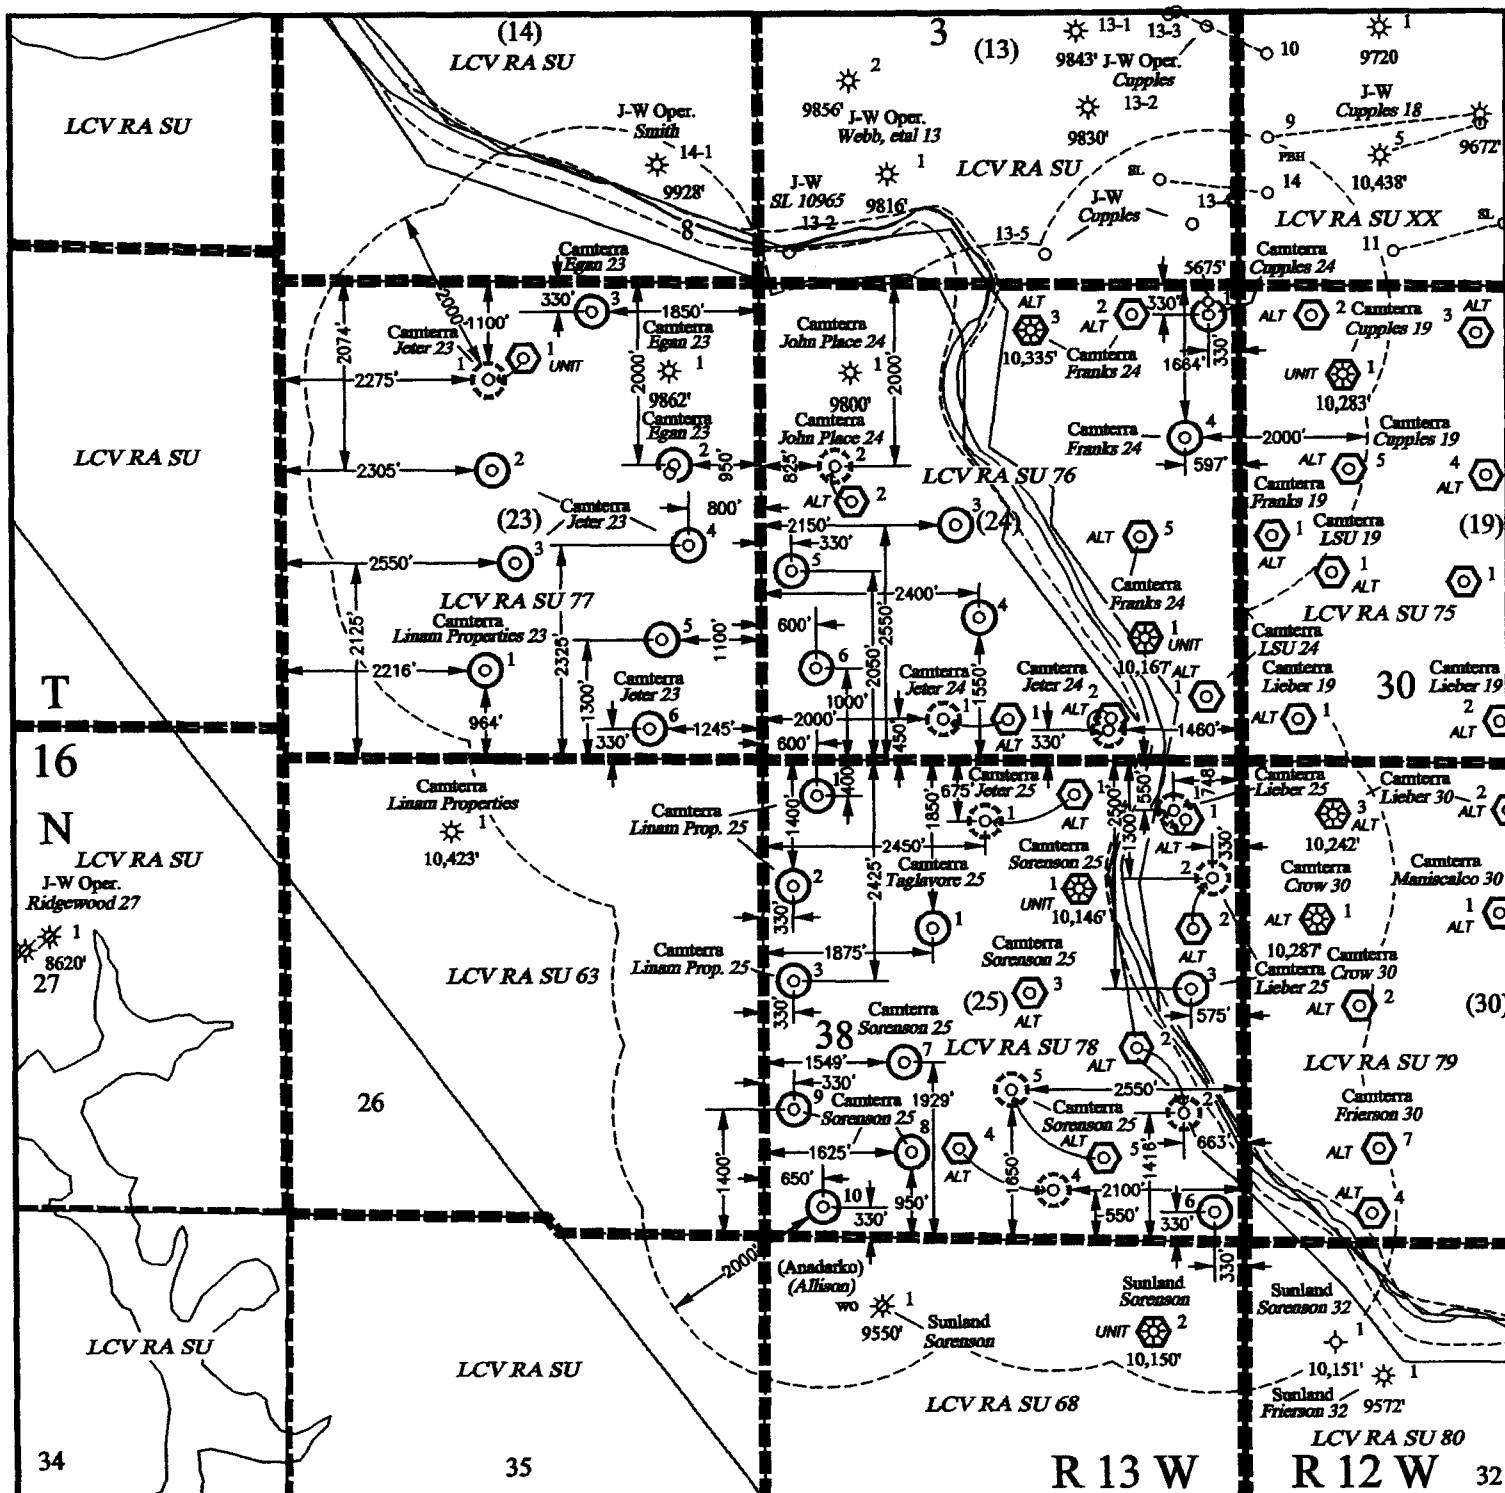 (14)
LCV RA SU
3
(13)
13-1
9843'
13-3
J-W Oper.
Cupples
10
1
9720
J-W
Cupples 18
2
9856'
J-W Oper.
Webb, etal 13
13-2
9830'
9
PBH
5
9672'
10,438'
LCV RA SU
J-W Oper.
Smith
14-1
9928'
1
9816'
LCV RA SU
SL
14
J-W
SL 10965
13-2
J-W
Cupples
LCV RA SU XX
SL
8
13-5
11
Camterra
Egan 23
5675'
Camterra
Cupples 24
2000'
1100'
330'
3
1850'
2074'
Camterra
Jeter 23
1
1
UNIT
2275'
2000'
Camterra
Egan 23
1
9862'
Camterra
John Place 24
1
9800'
2000'
ALT
3
10,335'
2
ALT
330'
1
Camterra
Franks 24
1664'
330'
ALT
2
Camterra
Cupples 19
ALT
3
UNIT
1
10,283'
LCV RA SU
2305'
2
Camterra
Egan 23
2
950'
Camterra
John Place 24
825'
2
ALT
2
LCV RA SU 76
Camterra
Franks 24
4
597'
2000'
Camterra
Cupples 19
ALT
5
4
ALT
Camterra
Jeter 23
(23)
800'
4
2550'
3
2150'
3
(24)
330'
5
ALT
5
Camterra
Franks 19
1
ALT
Camterra
LSU 19
1
ALT
(19)
1
LCV RA SU 77
Camterra
Linam Properties 23
2125'
2325'
1300'
5
1100'
2400'
4
600'
6
2050'
2550'
1000'
Camterra
Franks 24
1
UNIT
10,167'
LCV RA SU 75
Camterra
LSU 24
ALT
1
2216'
1
964'
Camterra
Jeter 23
6
330'
1245'
Camterra
Jeter 24
1550'
2000'
1
1
ALT
450'
600'
Camterra
Jeter 24
2
ALT
330'
1460'
Camterra
Lieber 19
ALT
1
30
Camterra
Lieber 19
2
ALT
T
16
N
Camterra
Linam Properties
1
10,423'
Camterra
Linam Prop. 25
1
400'
1400'
2
330'
Camterra
Jeter 25
675'
1
1
ALT
1850'
2450'
2425'
2500'
1300'
550'
748'
1
1
ALT
Camterra
Lieber 25
330'
2
2
ALT
3
ALT
10,242'
Camterra
Lieber 30
2
ALT
LCV RA SU
J-W Oper.
Ridgewood 27
1
8620'
27
Camterra
Taglavore 25
1
1875'
Camterra
Sorenson 25
1
UNIT
10,146'
Camterra
Crow 30
ALT
1
10,287'
Camterra
Maniscalco 30
1
ALT
LCV RA SU 63
Camterra
Linam Prop. 25
3
330'
Camterra
Sorenson 25
3
ALT
(25)
3
Camterra
Lieber 25
575'
Camterra
Crow 30
ALT
2
(30)
38
Camterra
Sorenson 25
7
LCV RA SU 78
2
ALT
LCV RA SU 79
26
1549'
330'
9
Camterra
Sorenson 25
1929'
5
2550'
Camterra
Sorenson 25
2
663'
Camterra
Frierson 30
ALT
7
1400'
1625'
8
650'
10
330'
950'
4
ALT
1650'
ALT
5
1416'
4
2100'
550'
6
330'
ALT
4
2000'
(Anadarko)
(Allison)
WO
1
9550'
Sunland
Sorenson
Sunland
Sorenson
UNIT
2
10,150'
330'
Sunland
Sorenson 32
1
10,151'
1
9572'
Sunland
Frierson 32
LCV RA SU
LCV RA SU
LCV RA SU 68
LCV RA SU 80
34
35
R 13 W
R 12 W
32